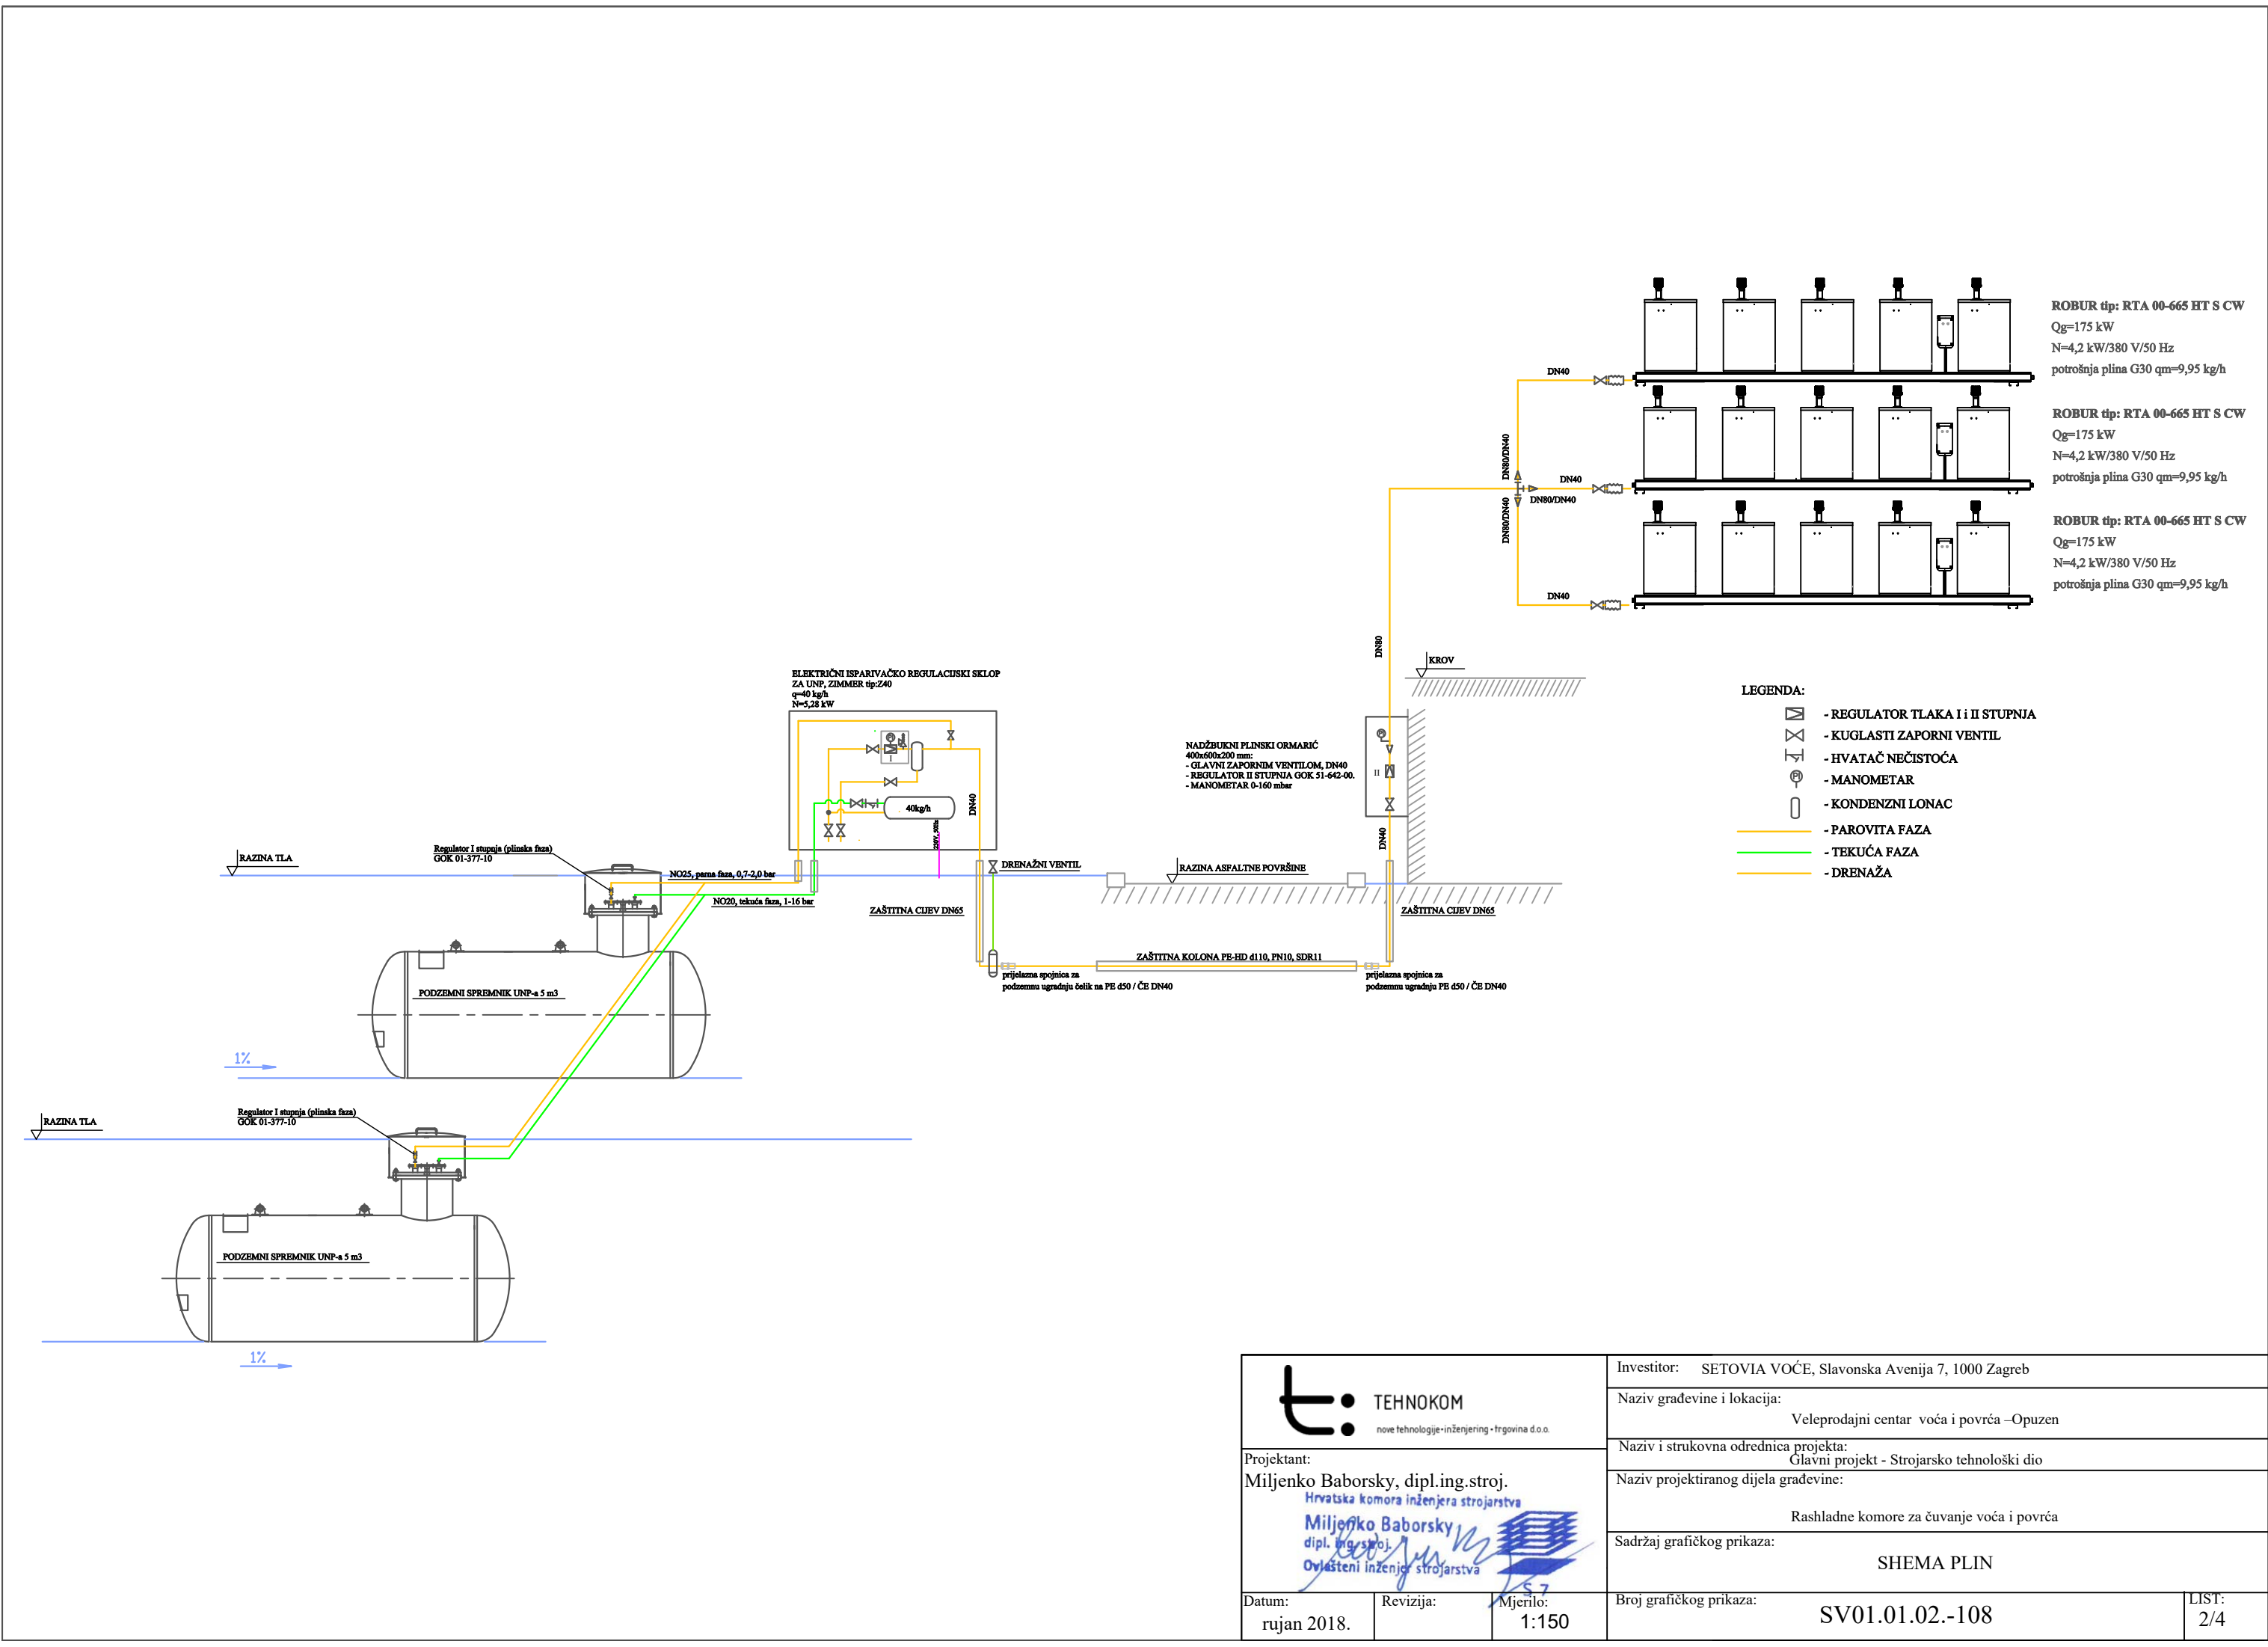 ROBUR tip: RTA 00-665 HT S CW
Qg=175 kW
N=4,2 kW/380 V/50 Hz
potrošnja plina G30 qm=9,95 kg/h
DN40
ROBUR tip: RTA 00-665 HT S CW
Qg=175 kW
N=4,2 kW/380 V/50 Hz
potrošnja plina G30 qm=9,95 kg/h
DN80/DN40
DN40
DN80/DN40
DN80/DN40
ROBUR tip: RTA 00-665 HT S CW
Qg=175 kW
N=4,2 kW/380 V/50 Hz
potrošnja plina G30 qm=9,95 kg/h
DN40
DN80
KROV
ELEKTRIČNI ISPARIVAČKO REGULACIJSKI SKLOP
ZA UNP, ZIMMER tip:Z40
q=40 kg/h
N=5,28 kW
PI
I
40kg/h
220V, 50Hz
DN40
NADŽBUKNI PLINSKI ORMARIĆ
400x600x200 mm:
- GLAVNI ZAPORNIM VENTILOM, DN40
- REGULATOR II STUPNJA GOK 51-642-00.
- MANOMETAR 0-160 mbar
PI
II
DN40
LEGENDA:
- REGULATOR TLAKA I i II STUPNJA
- KUGLASTI ZAPORNI VENTIL
- HVATAČ NEČISTOĆA
PI
- MANOMETAR
- KONDENZNI LONAC
- PAROVITA FAZA
- TEKUĆA FAZA
- DRENAŽA
RAZINA TLA
Regulator I stupnja (plinska faza)
GOK 01-377-10
NO25, parna faza, 0,7-2,0 bar
NO20, tekuća faza, 1-16 bar
DRENAŽNI VENTIL
RAZINA ASFALTNE POVRŠINE
ZAŠTITNA CIJEV DN65
ZAŠTITNA CIJEV DN65
ZAŠTITNA KOLONA PE-HD d110, PN10, SDR11
prijelazna spojnica za
podzemnu ugradnju čelik na PE d50 / ČE DN40
prijelazna spojnica za
podzemnu ugradnju PE d50 / ČE DN40
PODZEMNI SPREMNIK UNP-a 5 m3
1%
RAZINA TLA
Regulator I stupnja (plinska faza)
GOK 01-377-10
PODZEMNI SPREMNIK UNP-a 5 m3
1%
TEHNOKOM
nove tehnologije•inženjering•trgovina d.o.o.
Investitor: SETOVIA VOĆE, Slavonska Avenija 7, 1000 Zagreb
Naziv građevine i lokacija:
Veleprodajni centar voća i povrća –Opuzen
Naziv i strukovna odrednica projekta:
Glavni projekt - Strojarsko tehnološki dio
Naziv projektiranog dijela građevine:
Rashladne komore za čuvanje voća i povrća
Sadržaj grafičkog prikaza:
SHEMA PLIN
Projektant:
Miljenko Baborsky, dipl.ing.stroj.
Hrvatska komora inženjera strojarstva
Miljenko Baborsky
dipl. ing. stroj.
Ovlašteni inženjer strojarstva
S 7
Datum:
rujan 2018.
Revizija:
Mjerilo:
1:150
Broj grafičkog prikaza:
SV01.01.02.-108
LIST:
2/4